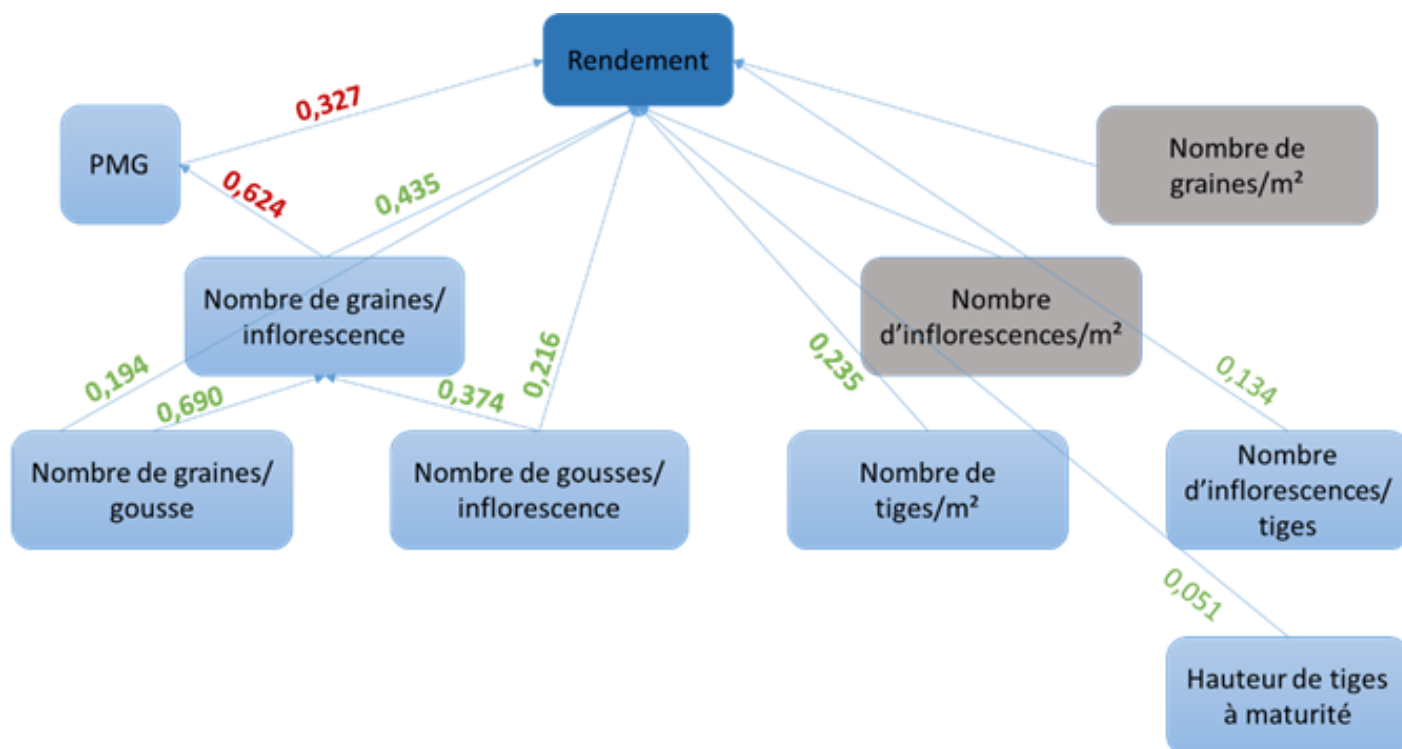 Rendement
0,327
PMG
Nombre de
graines/m²
0,624
0,435
Nombre de graines/
inflorescence
Nombre
d'inflorescences/m²
0,194
0,690
0,374
0,216
0,235
0,134
Nombre de graines/
gousse
Nombre de gousses/
inflorescence
Nombre de
tiges/m²
Nombre
d'inflorescences/
tiges
0,051
Hauteur de tiges
à maturité